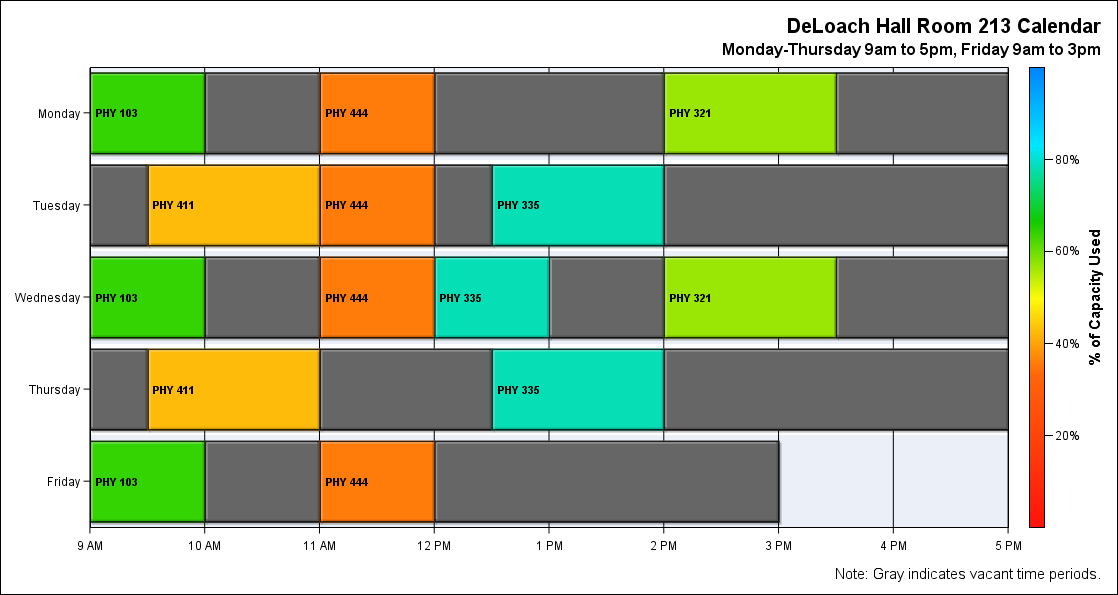 DeLoach Hall Room 213 Calendar
Monday-Thursday 9am to 5pm, Friday 9am to 3pm
Monday
PHY 103
PHY 444
PHY 321
Tuesday
PHY 411
PHY 444
PHY 335
Wednesday
PHY 103
PHY 444
PHY 335
PHY 321
Thursday
PHY 411
PHY 335
Friday
PHY 103
PHY 444
9 AM
10 AM
11 AM
12 PM
1 PM
2 PM
3 PM
4 PM
5 PM
80%
60%
40%
20%
% of Capacity Used
Note: Gray indicates vacant time periods.